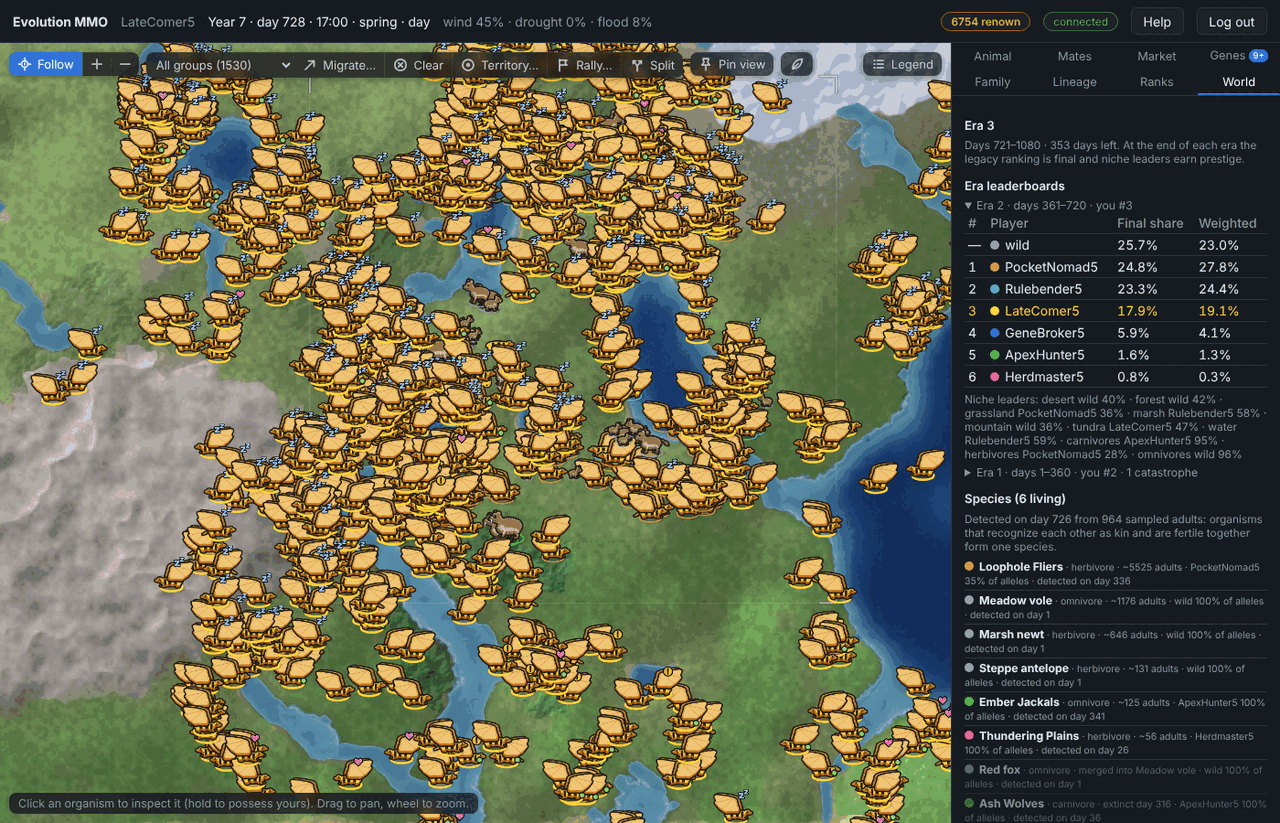 Evolution MMO LateComer5 Year 7 · day 728 · 17:00 · spring · day wind 45% · drought 0% · flood 8% 6754 renown connected Help Log out
Follow + − All groups (1530) Migrate... Clear Territory... Rally... Split Pin view Legend
Animal Mates Market Genes 9+
Family Lineage Ranks World
Era 3
Days 721–1080 · 353 days left. At the end of each era the
legacy ranking is final and niche leaders earn prestige.
Era leaderboards
▼ Era 2 · days 361–720 · you #3
# Player Final share Weighted
— wild 25.7% 23.0%
1 PocketNomad5 24.8% 27.8%
2 Rulebender5 23.3% 24.4%
3 LateComer5 17.9% 19.1%
4 GeneBroker5 5.9% 4.1%
5 ApexHunter5 1.6% 1.3%
6 Herdmaster5 0.8% 0.3%
Niche leaders: desert wild 40% · forest wild 42% ·
grassland PocketNomad5 36% · marsh Rulebender5 58% ·
mountain wild 36% · tundra LateComer5 47% · water
Rulebender5 59% · carnivores ApexHunter5 95% ·
herbivores PocketNomad5 28% · omnivores wild 96%
▶ Era 1 · days 1–360 · you #2 · 1 catastrophe
Species (6 living)
Detected on day 726 from 964 sampled adults: organisms
that recognize each other as kin and are fertile together
form one species.
Loophole Fliers · herbivore · ~5525 adults · PocketNomad5
35% of alleles · detected on day 336
Meadow vole · omnivore · ~1176 adults · wild 100% of alleles
· detected on day 1
Marsh newt · herbivore · ~646 adults · wild 100% of alleles ·
detected on day 1
Steppe antelope · herbivore · ~131 adults · wild 100% of
alleles · detected on day 1
Ember Jackals · omnivore · ~125 adults · ApexHunter5 100%
of alleles · detected on day 341
Thundering Plains · herbivore · ~56 adults · Herdmaster5
100% of alleles · detected on day 26
Red fox · omnivore · merged into Meadow vole · wild 100% of
alleles · detected on day 1
Ash Wolves · carnivore · extinct day 316 · ApexHunter5 100%
of alleles · detected on day 36
Click an organism to inspect it (hold to possess yours). Drag to pan, wheel to zoom.